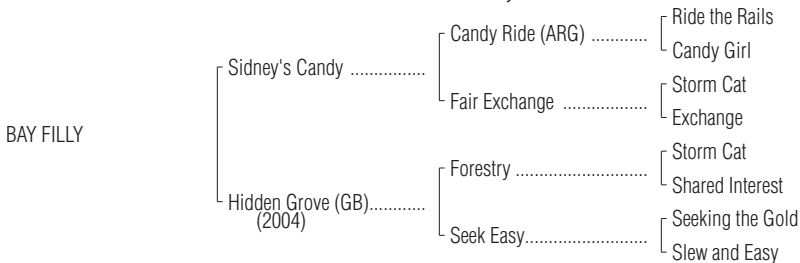 Ride the Rails
Candy Ride (ARG) ............
Candy Girl
Sidney's Candy ................
Storm Cat
Fair Exchange ..................
Exchange
BAY FILLY
Storm Cat
Forestry ............................
Shared Interest
Hidden Grove (GB)............
(2004)
Seeking the Gold
Seek Easy..........................
Slew and Easy